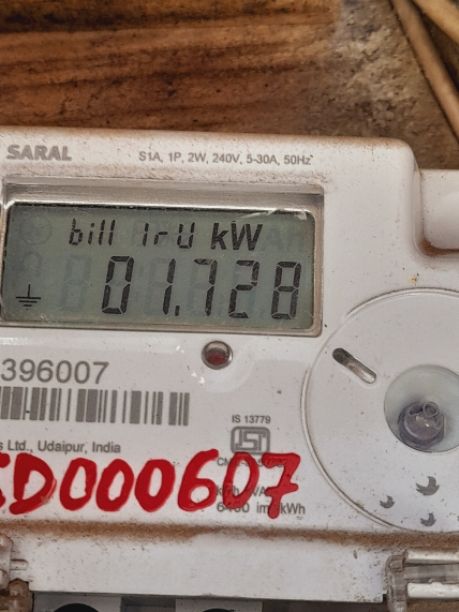 SARAL S1A, 1P, 2W, 240V, 5-30A, 50Hz
bill 1rU kW
01.728
396007
IS 13779
s Ltd., Udaipur, India
D000607
6400 imp/kWh